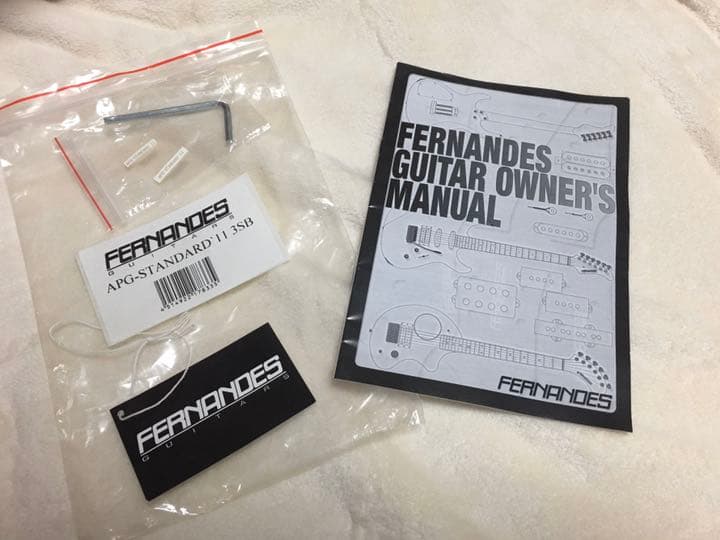 FERNANDES
GUITARS
APG-STANDARD'11 3SB
FERNANDES
GUITARS
FERNANDES
GUITAR OWNER'S
MANUAL
FERNANDES